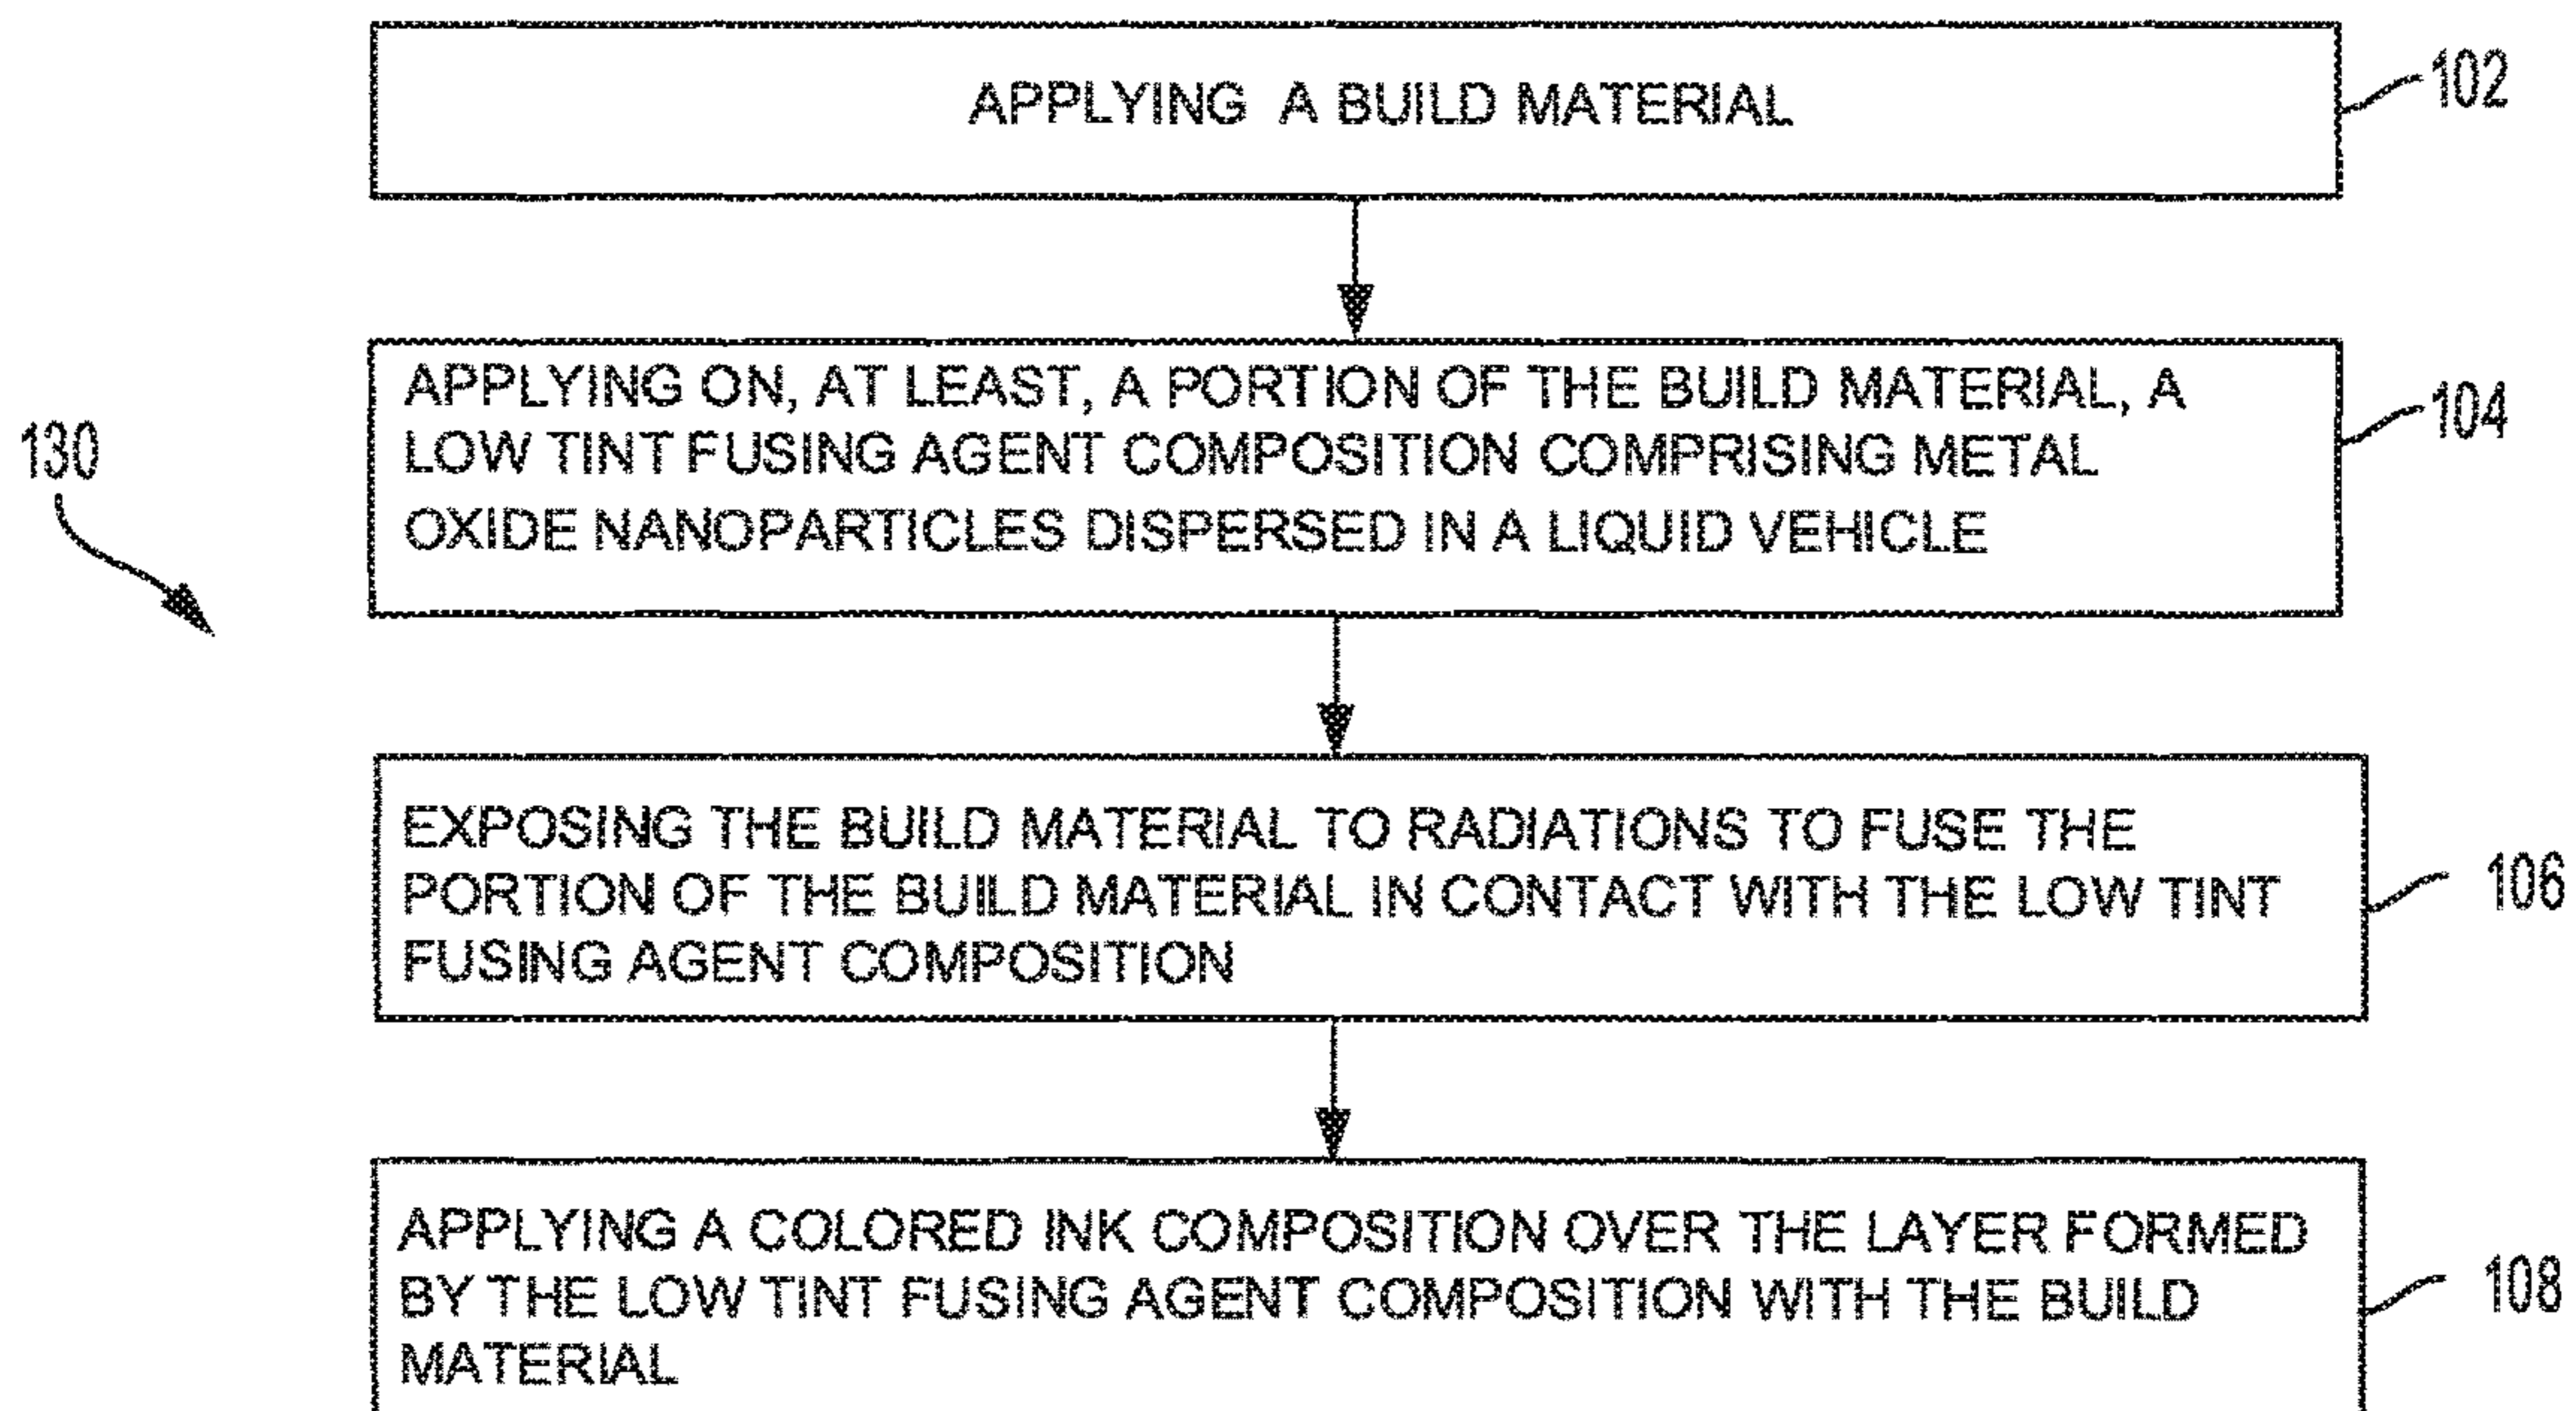 APPLYING A BUILD MATERIAL
102
APPLYING ON, AT LEAST, A PORTION OF THE BUILD MATERIAL, A
LOW TINT FUSING AGENT COMPOSITION COMPRISING METAL
OXIDE NANOPARTICLES DISPERSED IN A LIQUID VEHICLE
104
130
EXPOSING THE BUILD MATERIAL TO RADIATIONS TO FUSE THE
PORTION OF THE BUILD MATERIAL IN CONTACT WITH THE LOW TINT
FUSING AGENT COMPOSITION
106
APPLYING A COLORED INK COMPOSITION OVER THE LAYER FORMED
BY THE LOW TINT FUSING AGENT COMPOSITION WITH THE BUILD
MATERIAL
108